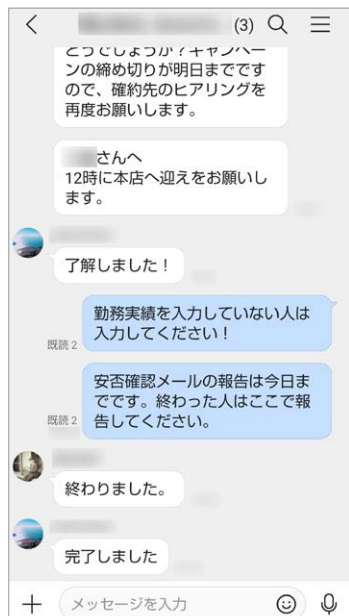 (3)
どうでしょうか？キャンペー
ンの締め切りが明日までです
ので、確約先のヒアリングを
再度お願いします。
さんへ
12時に本店へ迎えをお願いし
ます。
了解しました！
勤務実績を入力していない人は
入力してください！
既読 2
安否確認メールの報告は今日ま
でです。終わった人はここで報
告してください。
既読 2
終わりました。
完了しました
メッセージを入力